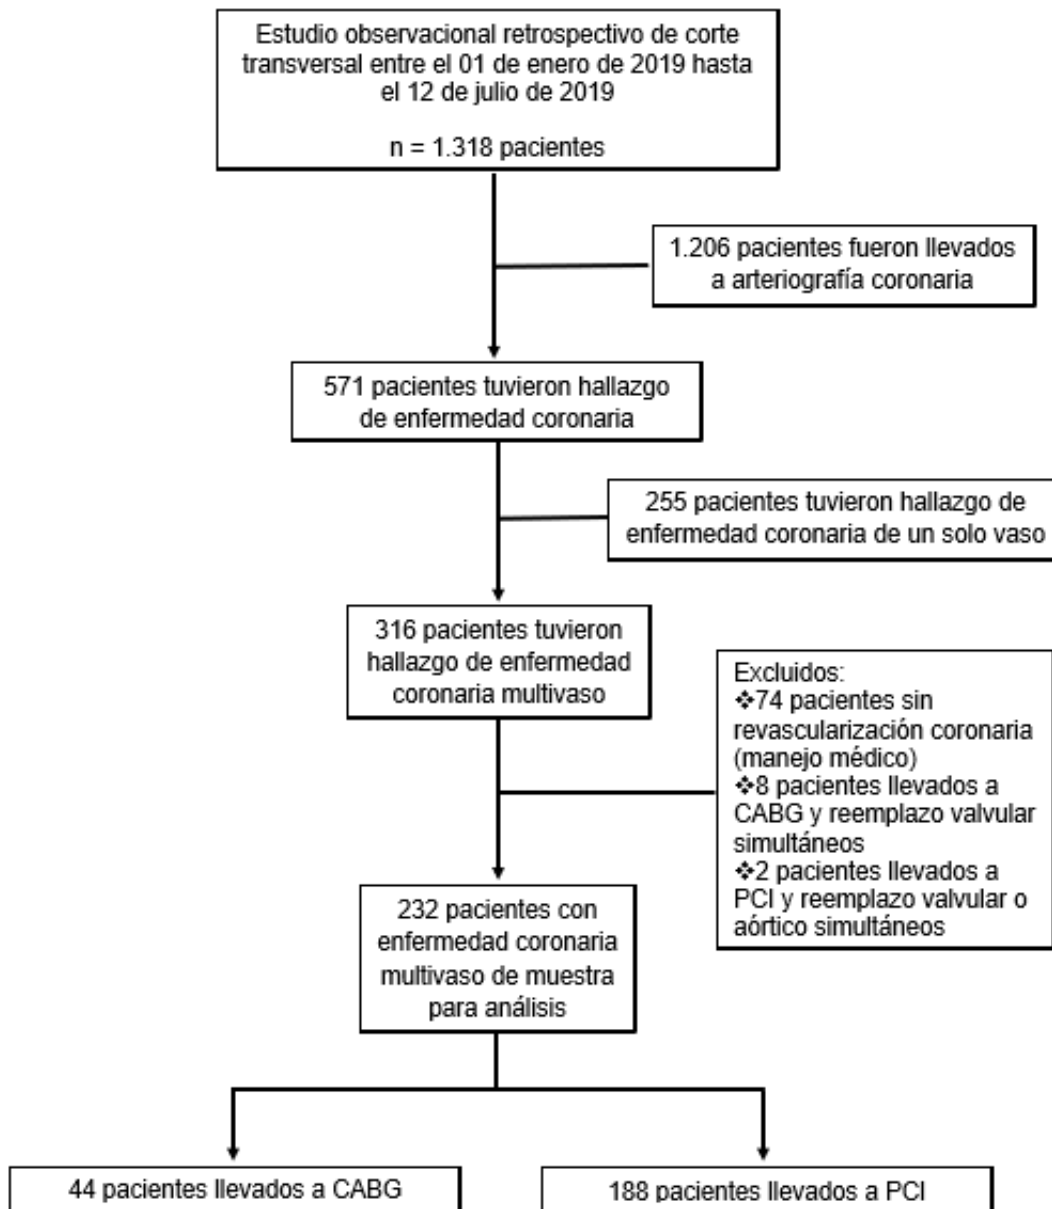 Estudio observacional retrospectivo de corte
transversal entre el 01 de enero de 2019 hasta
el 12 de julio de 2019
n = 1.318 pacientes
1.206 pacientes fueron llevados
a arteriografía coronaria
571 pacientes tuvieron hallazgo
de enfermedad coronaria
255 pacientes tuvieron hallazgo de
enfermedad coronaria de un solo vaso
316 pacientes tuvieron
hallazgo de enfermedad
coronaria multivaso
Excluidos:
❖74 pacientes sin
revascularización coronaria
(manejo médico)
❖8 pacientes llevados a
CABG y reemplazo valvular
simultáneos
❖2 pacientes llevados a
PCI y reemplazo valvular o
aórtico simultáneos
232 pacientes con
enfermedad coronaria
multivaso de muestra
para análisis
44 pacientes llevados a CABG
188 pacientes llevados a PCI